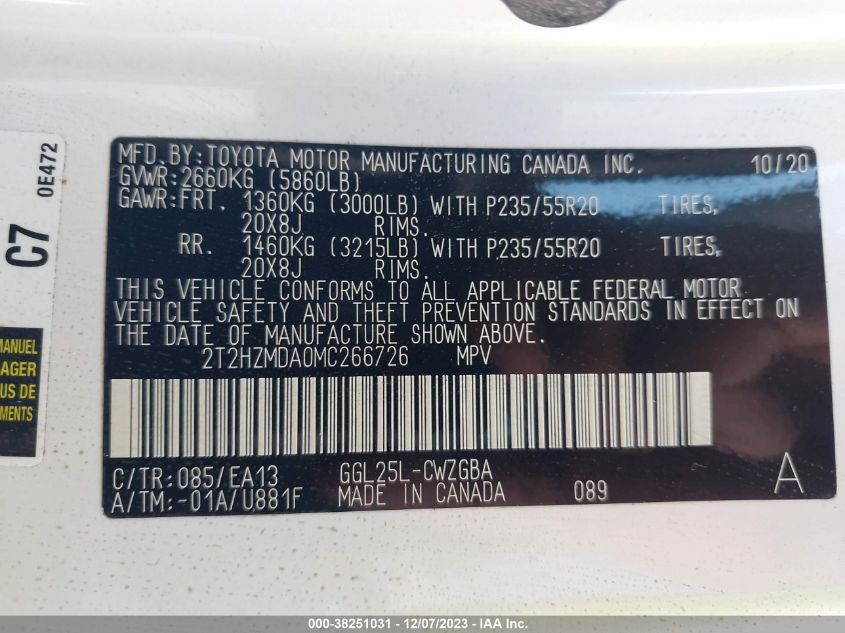 MFD.BY:TOYOTA MOTOR MANUFACTURING CANADA INC. 10/20
GVWR:2660KG (5860LB)
GAWR:FRT. 1360KG (3000LB) WITH P235/55R20 TIRES,
20X8J RIMS.
RR. 1460KG (3215LB) WITH P235/55R20 TIRES,
20X8J RIMS.
THIS VEHICLE CONFORMS TO ALL APPLICABLE FEDERAL MOTOR
VEHICLE SAFETY AND THEFT PREVENTION STANDARDS IN EFFECT ON
THE DATE OF MANUFACTURE SHOWN ABOVE.
2T2HZMDA0MC266726 MPV
C/TR:085/EA13 GGL25L-CWZGBA
A/TM:-01A/U881F MADE IN CANADA 089 A
C7 0E472
MANUEL
AGER
US DE
MENTS
000-38251031 - 12/07/2023 - IAA Inc.